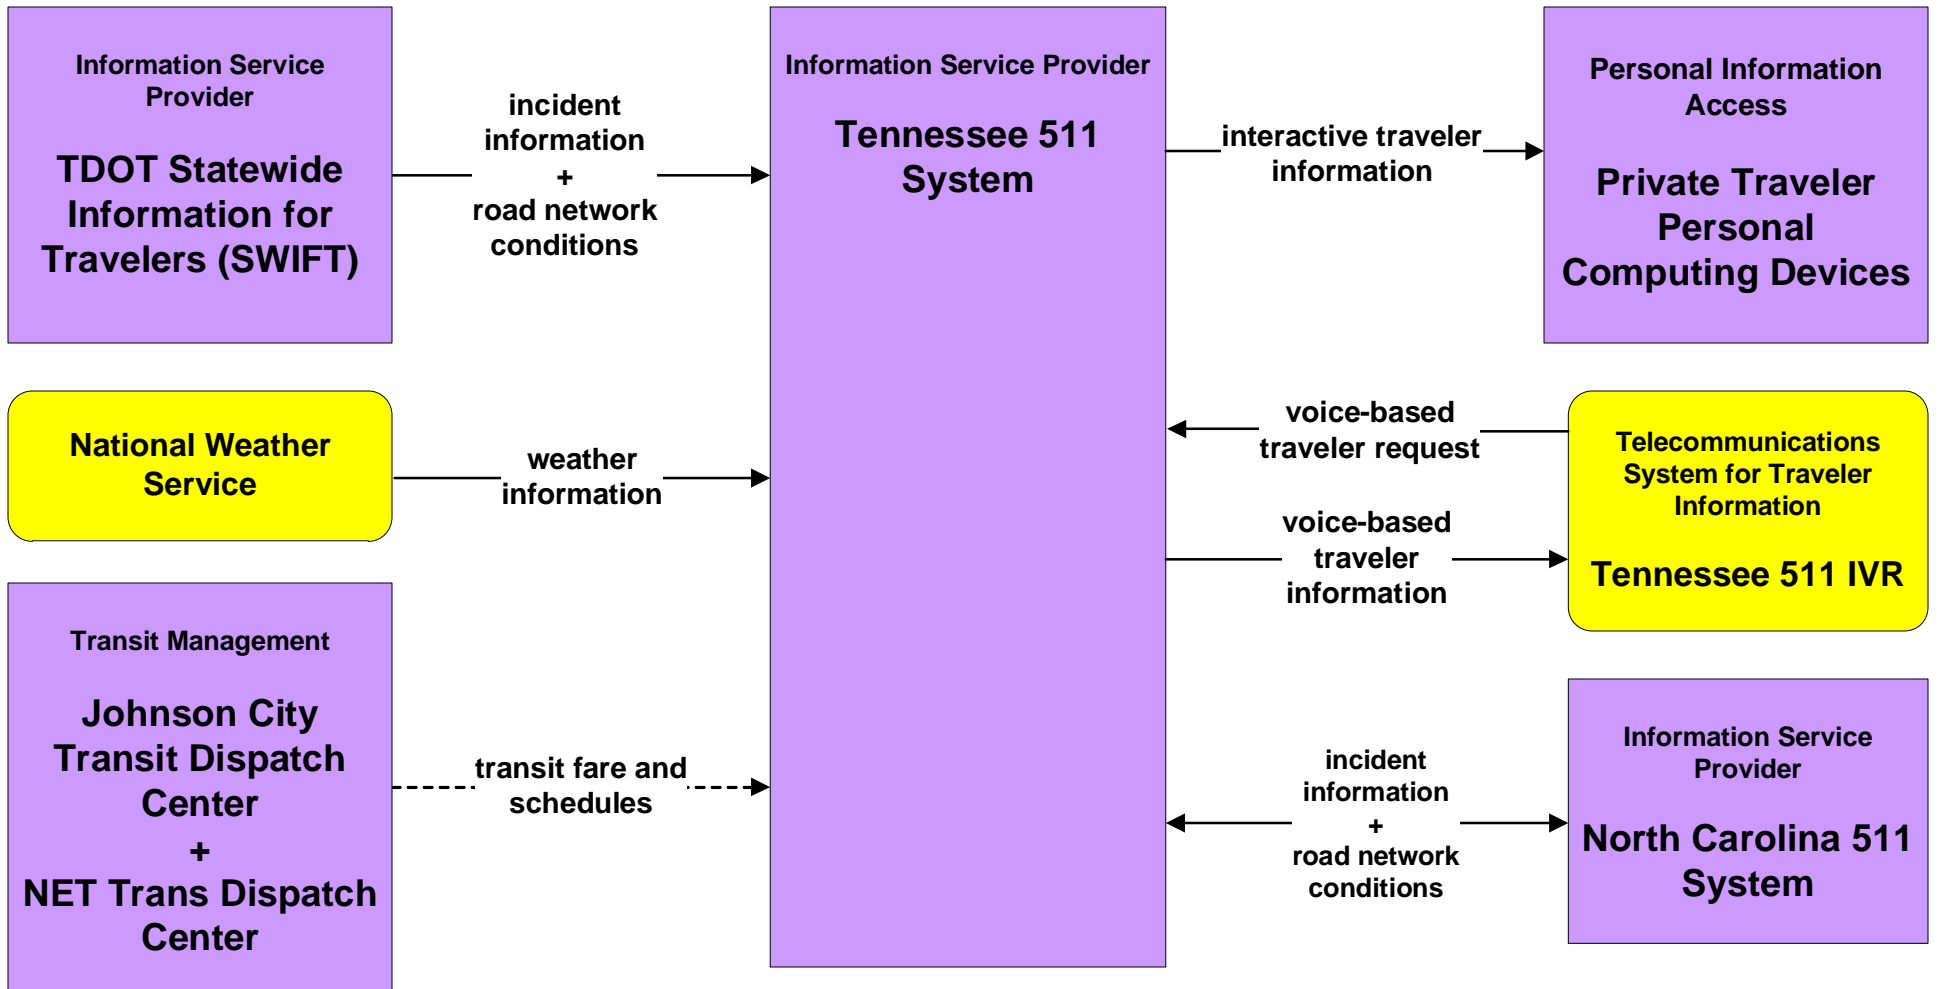 Information Service
Provider
TDOT Statewide
Information for
Travelers (SWIFT)
incident
information
+
road network
conditions
National Weather
Service
weather
information
Transit Management
Johnson City
Transit Dispatch
Center
+
NET Trans Dispatch
Center
transit fare and
schedules
Information Service Provider
Tennessee 511
System
interactive traveler
information
Personal Information
Access
Private Traveler
Personal
Computing Devices
voice-based
traveler request
voice-based
traveler
information
Telecommunications
System for Traveler
Information
Tennessee 511 IVR
incident
information
+
road network
conditions
Information Service
Provider
North Carolina 511
System